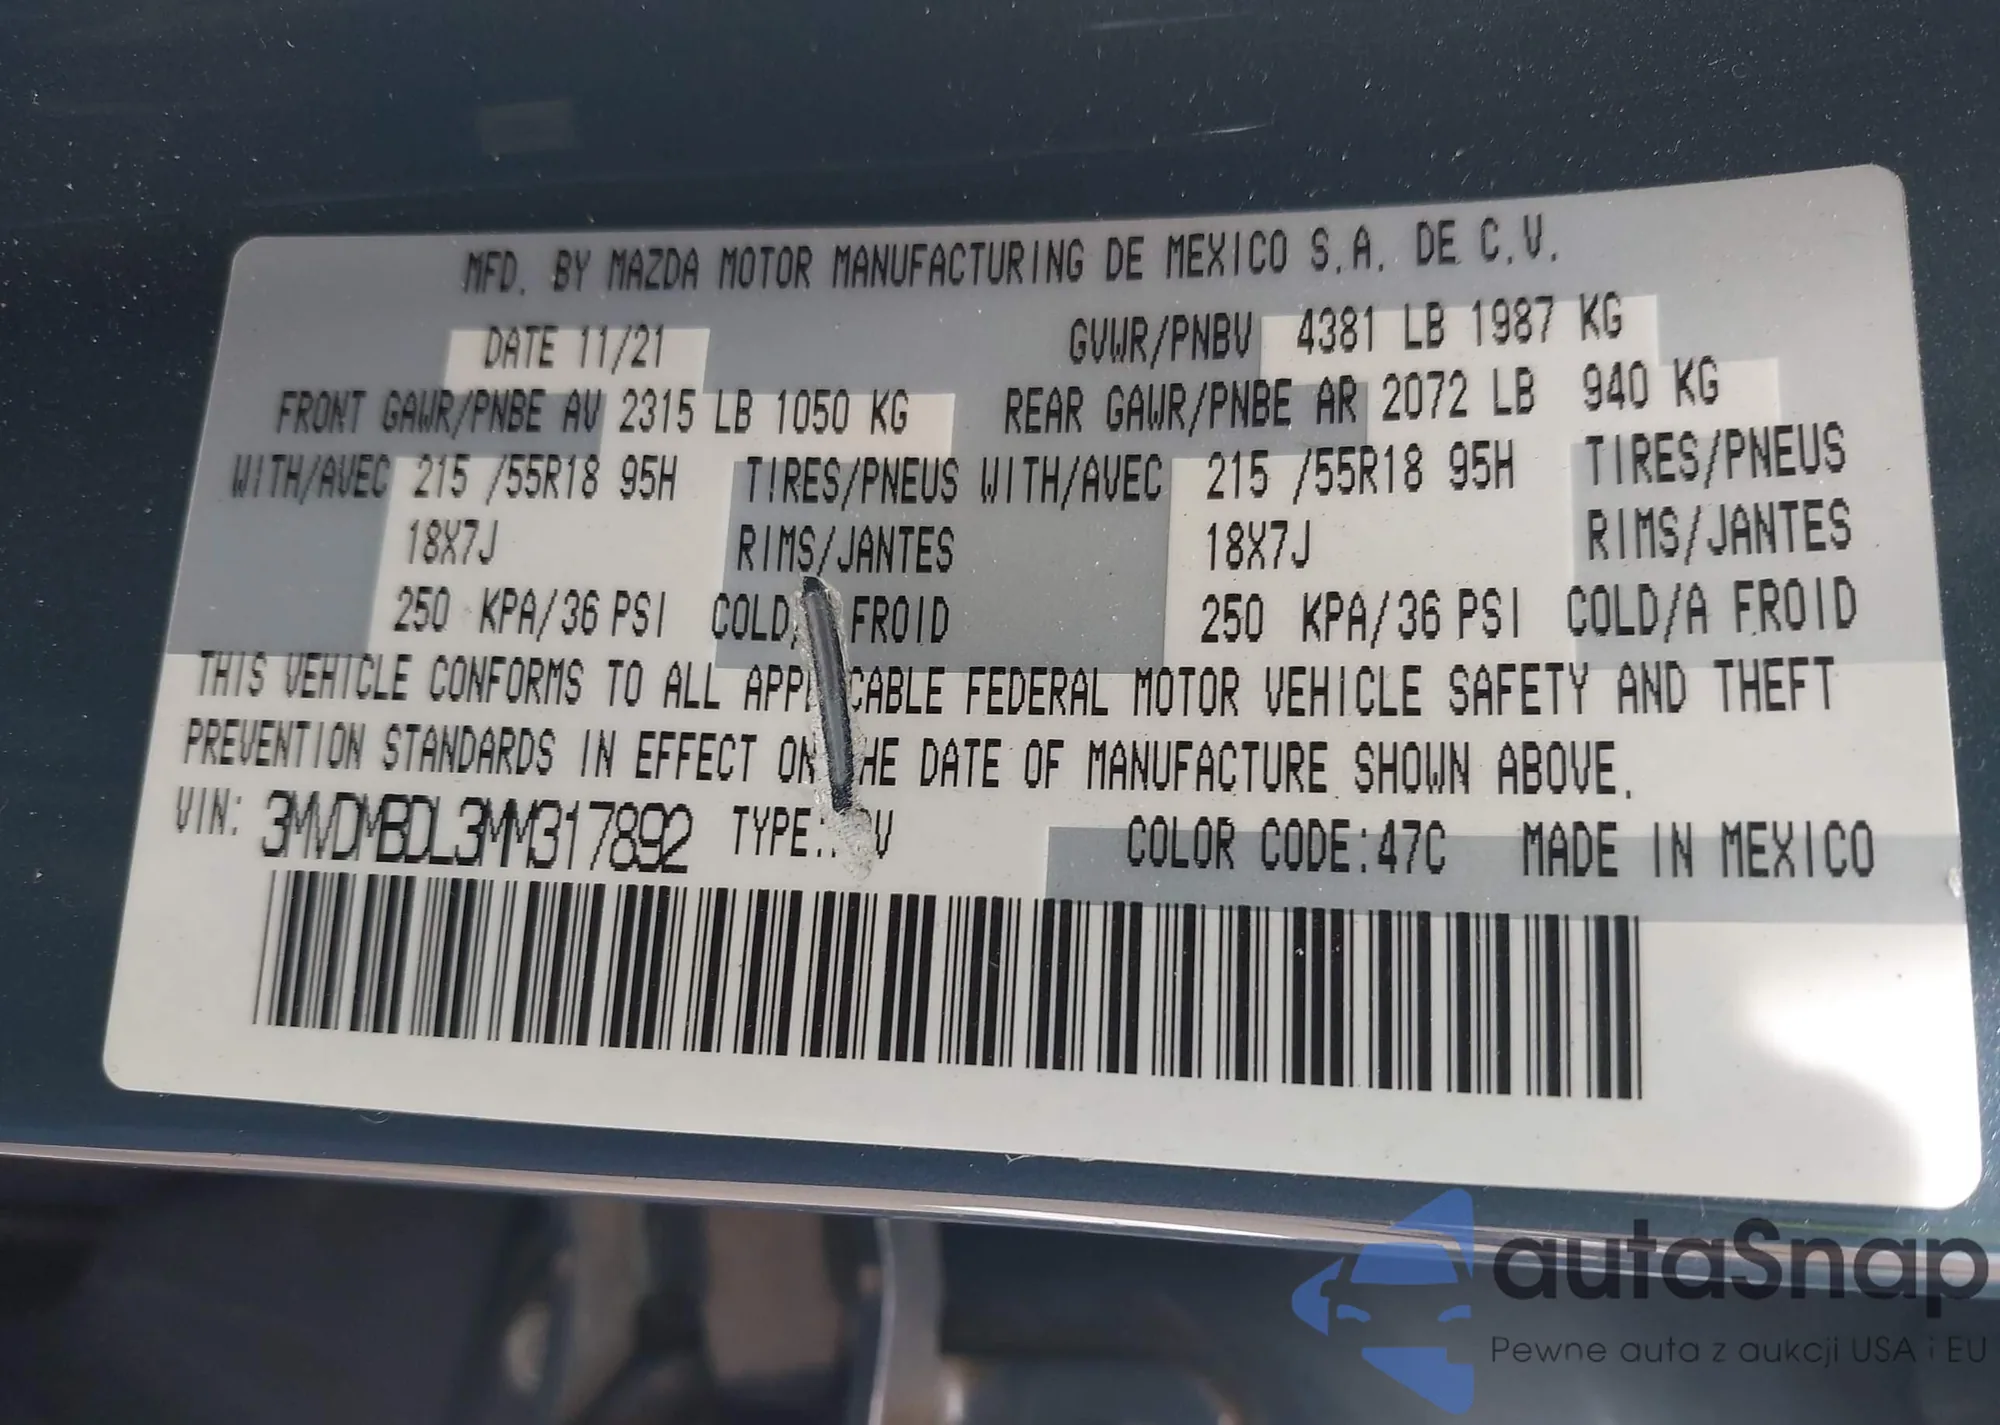 MFD. BY MAZDA MOTOR MANUFACTURING DE MEXICO S.A. DE C.V.
DATE 11/21 GVWR/PNBV 4381 LB 1987 KG
FRONT GAWR/PNBE AV 2315 LB 1050 KG REAR GAWR/PNBE AR 2072 LB 940 KG
WITH/AVEC 215 /55R18 95H TIRES/PNEUS WITH/AVEC 215 /55R18 95H TIRES/PNEUS
18X7J RIMS/JANTES 18X7J RIMS/JANTES
250 KPA/36 PSI COLD/ FROID 250 KPA/36 PSI COLD/A FROID
THIS VEHICLE CONFORMS TO ALL APPLICABLE FEDERAL MOTOR VEHICLE SAFETY AND THEFT
PREVENTION STANDARDS IN EFFECT ON THE DATE OF MANUFACTURE SHOWN ABOVE.
VIN: 3MVDMBDL3MM317892 TYPE: COLOR CODE:47C MADE IN MEXICO
autaSnap
Pewne auta z aukcji USA i EU